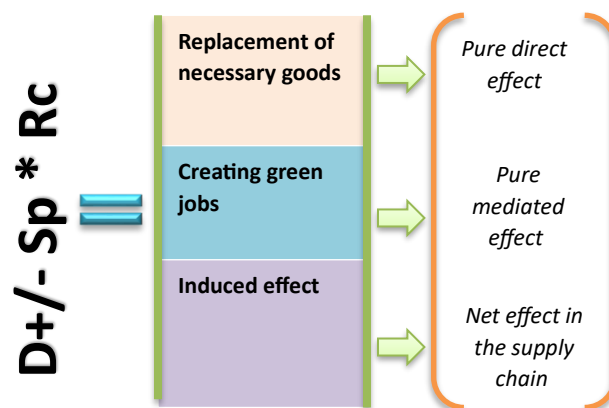 D+/- Sp * Rc
Replacement of
necessary goods
Pure direct
effect
Creating green
jobs
Pure
mediated
effect
Induced effect
Net effect in
the supply
chain